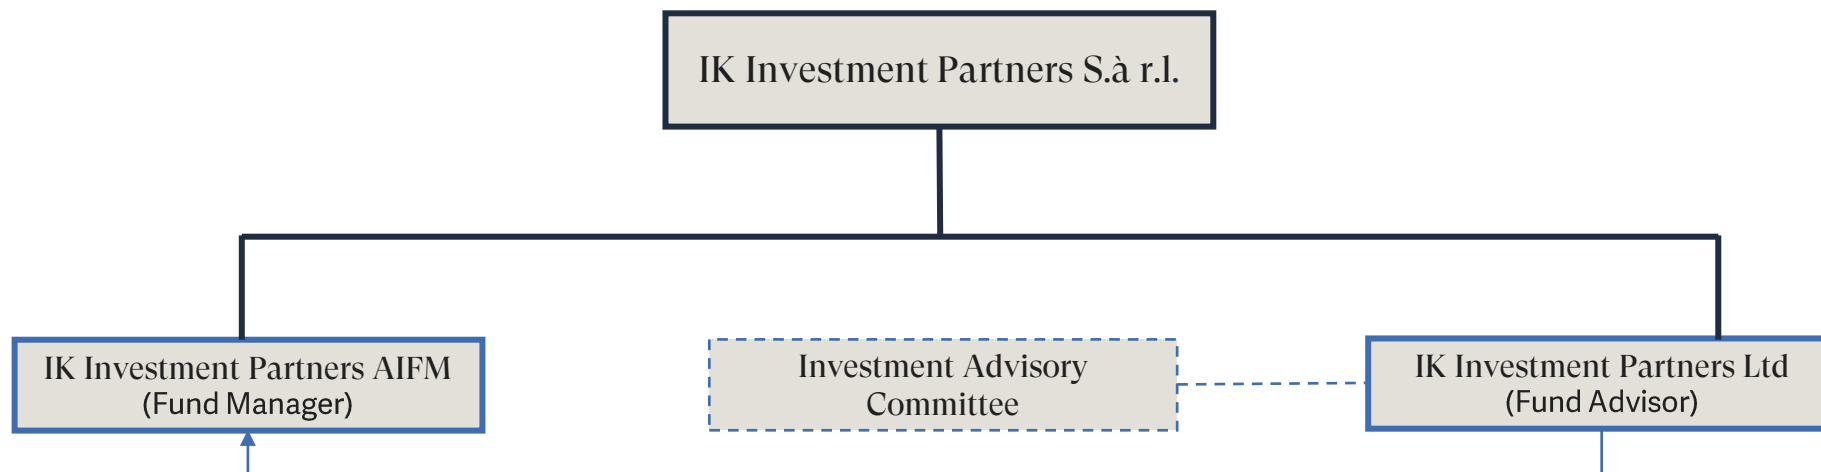 IK Investment Partners S.à r.l.
IK Investment Partners AIFM
(Fund Manager)
Investment Advisory
Committee
IK Investment Partners Ltd
(Fund Advisor)